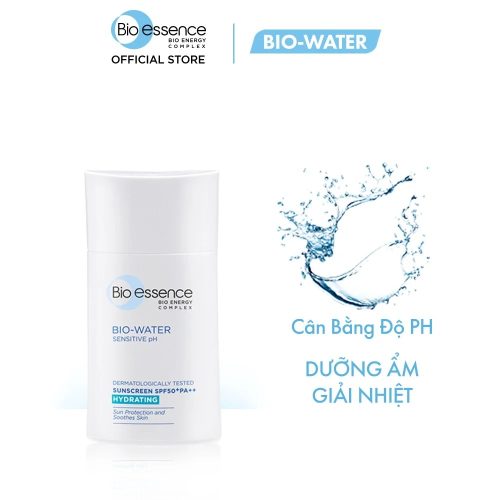 Bio essence
BIO ENERGY
COMPLEX
OFFICIAL STORE
BIO-WATER
Bio essence
BIO ENERGY
COMPLEX
BIO-WATER
SENSITIVE pH
DERMATOLOGICALLY TESTED
SUNSCREEN SPF50+PA++
HYDRATING
Sun Protection and
Soothes Skin
Cân Bằng Độ PH
DƯỠNG ẨM
GIẢI NHIỆT